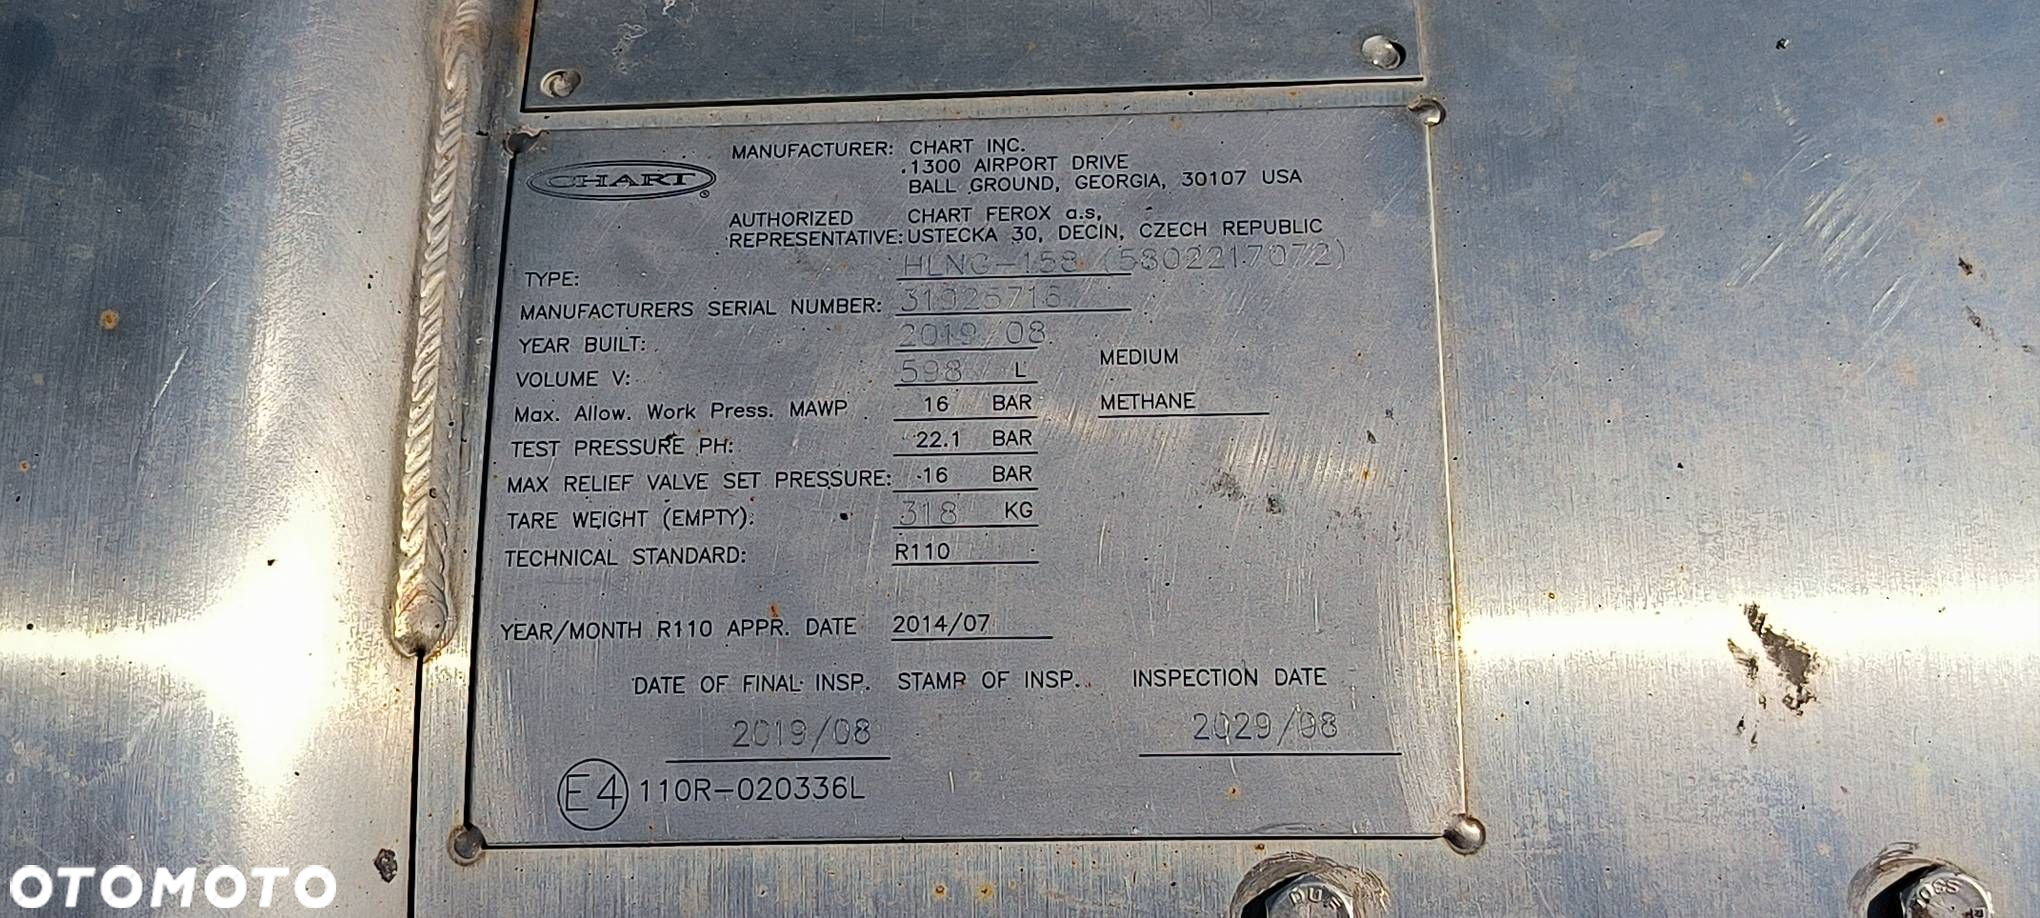 CHART
MANUFACTURER: CHART INC.
1300 AIRPORT DRIVE
BALL GROUND, GEORGIA, 30107 USA
AUTHORIZED CHART FEROX a.s,
REPRESENTATIVE: USTECKA 30, DECIN, CZECH REPUBLIC
TYPE: HLNG-158 (5802217072)
MANUFACTURERS SERIAL NUMBER: 31025716
YEAR BUILT: 2019/08
VOLUME V: 598 L
MEDIUM
Max. Allow. Work Press. MAWP 16 BAR METHANE
TEST PRESSURE PH: 22.1 BAR
MAX RELIEF VALVE SET PRESSURE: 16 BAR
TARE WEIGHT (EMPTY): 318 KG
TECHNICAL STANDARD: R110
YEAR/MONTH R110 APPR. DATE 2014/07
DATE OF FINAL INSP. STAMP OF INSP. INSPECTION DATE
2019/08 2029/08
E4 110R-020336L
OTOMOTO